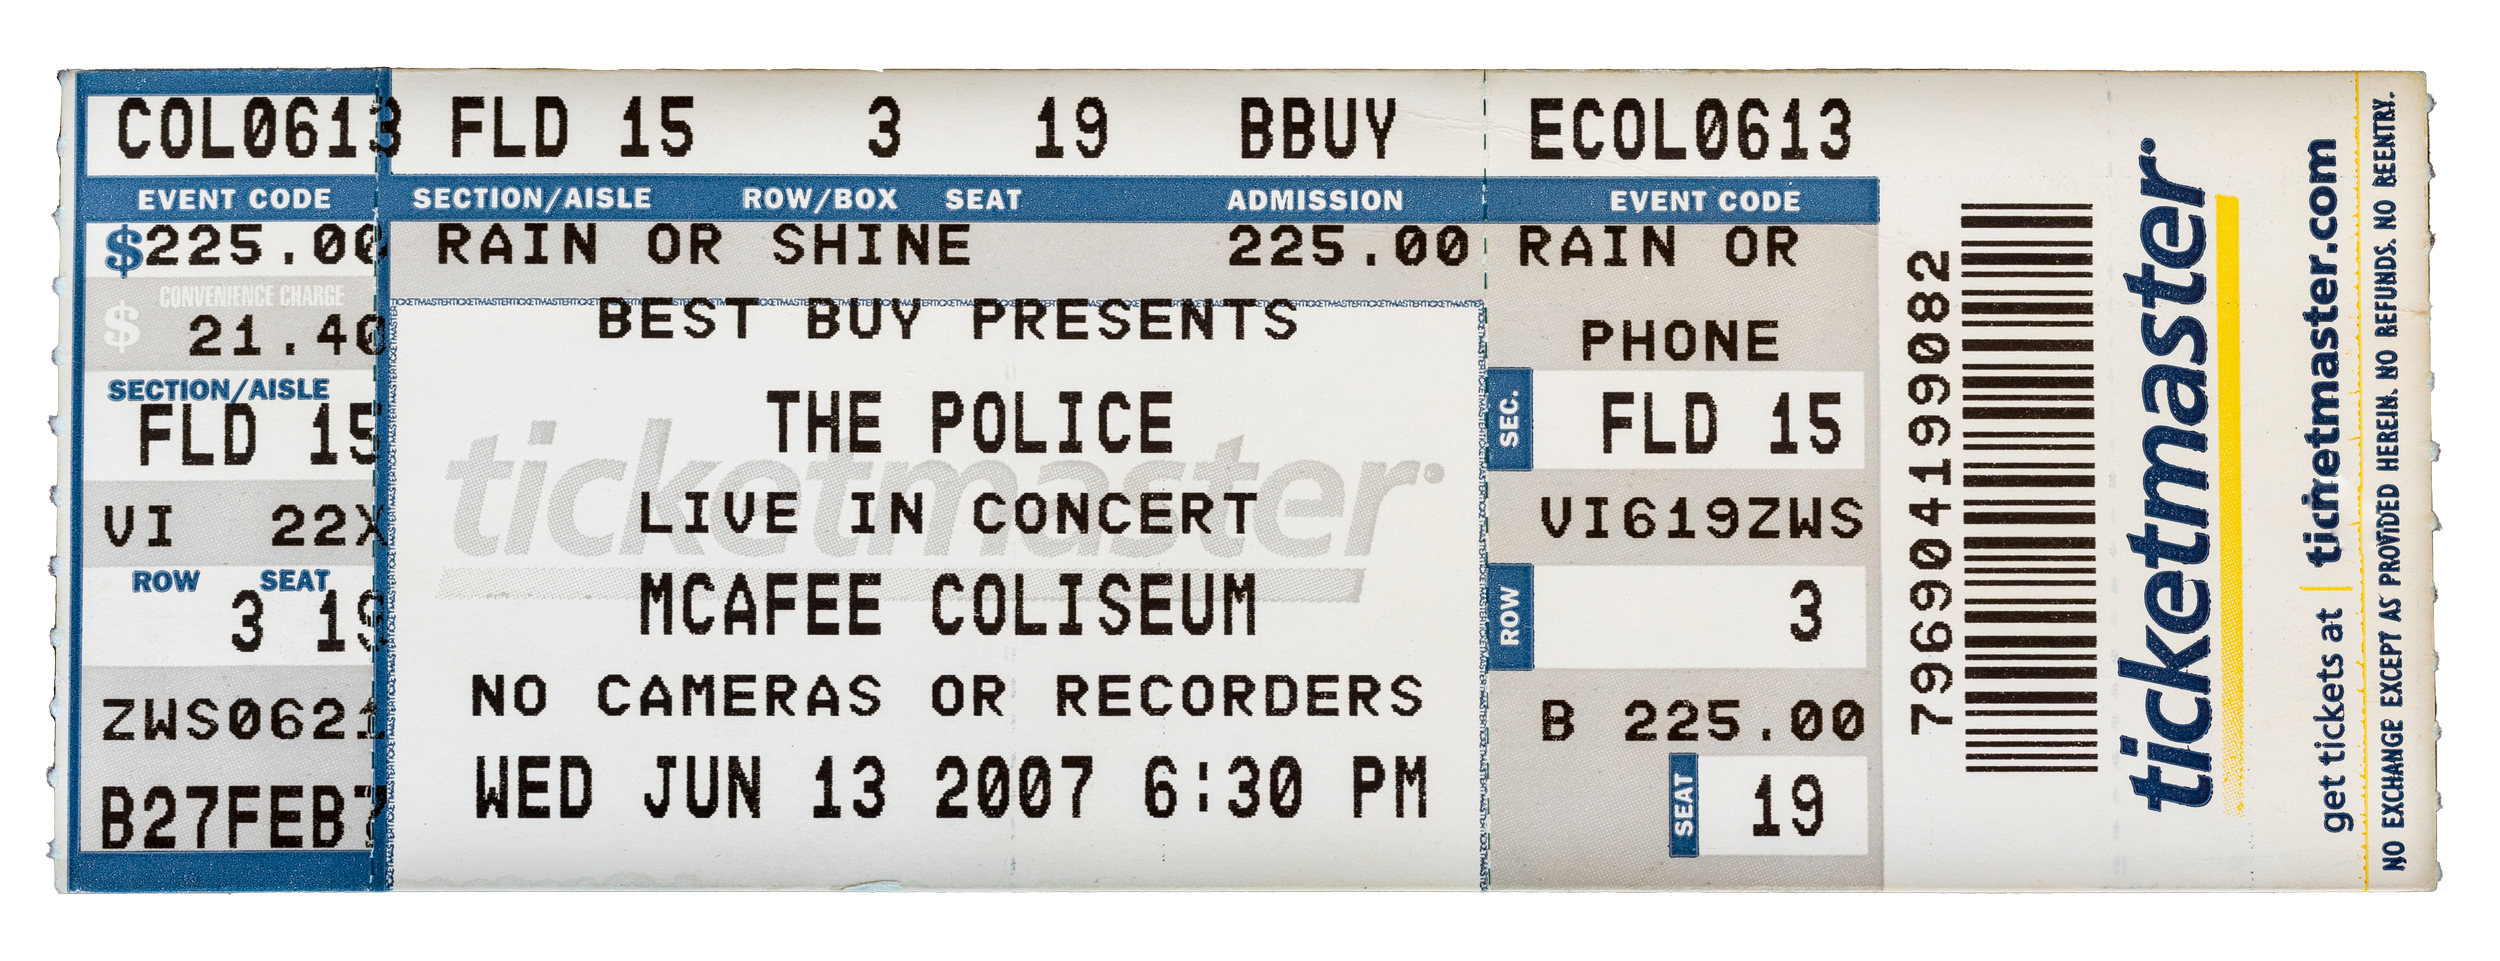 COL0613 FLD 15 3 19 BBUY ECOL0613
EVENT CODE SECTION/AISLE ROW/BOX SEAT ADMISSION EVENT CODE
$225.00 RAIN OR SHINE 225.00 RAIN OR
CONVENIENCE CHARGE
$ 21.40
SECTION/AISLE
FLD 15
VI 22X
ROW SEAT
3 19
ZWS0621
B27FEB7
BEST BUY PRESENTS
THE POLICE
LIVE IN CONCERT
MCAFEE COLISEUM
NO CAMERAS OR RECORDERS
WED JUN 13 2007 6:30 PM
ticketmaster
PHONE
SEC. FLD 15
VI619ZWS
ROW 3
B 225.00
SEAT 19
796904199082
ticketmaster
get tickets at | ticketmaster.com
NO EXCHANGE EXCEPT AS PROVIDED HEREIN. NO REFUNDS. NO REENTRY.